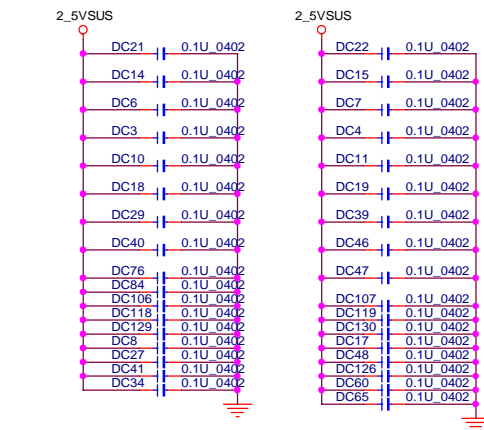 2_5VSUS
DC21 0.1U_0402
DC14 0.1U_0402
DC6 0.1U_0402
DC3 0.1U_0402
DC10 0.1U_0402
DC18 0.1U_0402
DC29 0.1U_0402
DC40 0.1U_0402
DC76 0.1U_0402
DC84 0.1U_0402
DC106 0.1U_0402
DC118 0.1U_0402
DC129 0.1U_0402
DC8 0.1U_0402
DC27 0.1U_0402
DC41 0.1U_0402
DC34 0.1U_0402
2_5VSUS
DC22 0.1U_0402
DC15 0.1U_0402
DC7 0.1U_0402
DC4 0.1U_0402
DC11 0.1U_0402
DC19 0.1U_0402
DC39 0.1U_0402
DC46 0.1U_0402
DC47 0.1U_0402
DC107 0.1U_0402
DC119 0.1U_0402
DC130 0.1U_0402
DC17 0.1U_0402
DC48 0.1U_0402
DC126 0.1U_0402
DC60 0.1U_0402
DC65 0.1U_0402